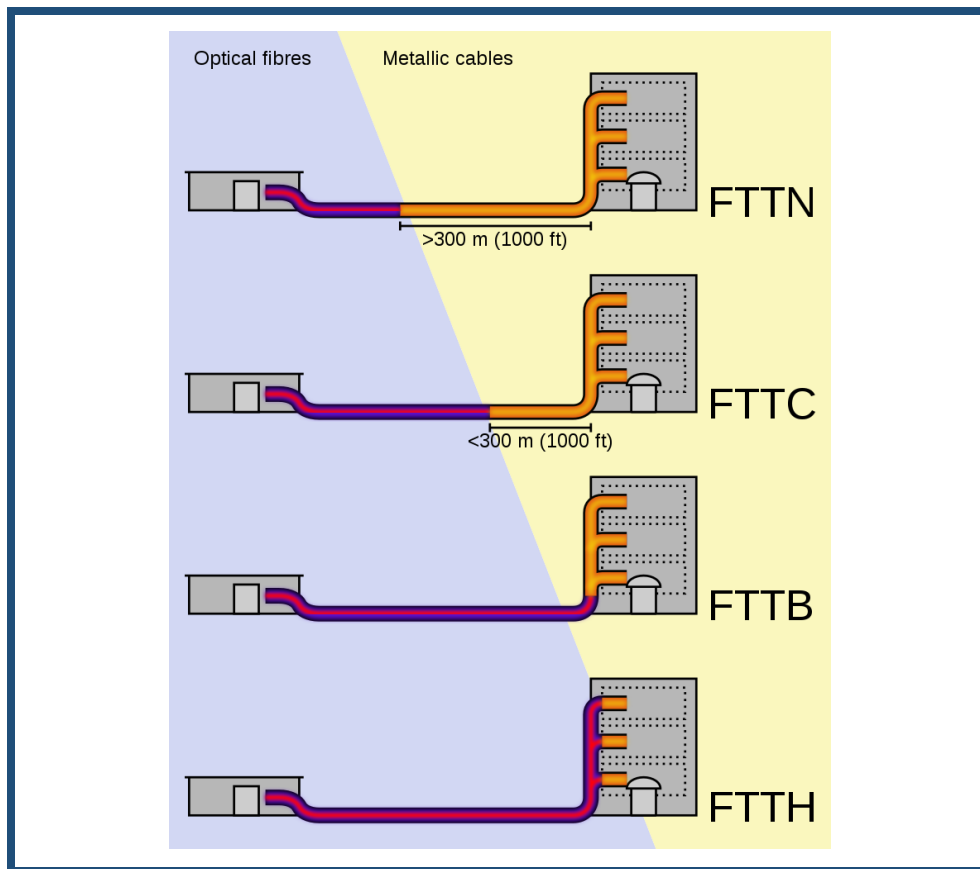 Optical fibres
Metallic cables
FTTN
>300 m (1000 ft)
FTTC
<300 m (1000 ft)
FTTB
FTTH